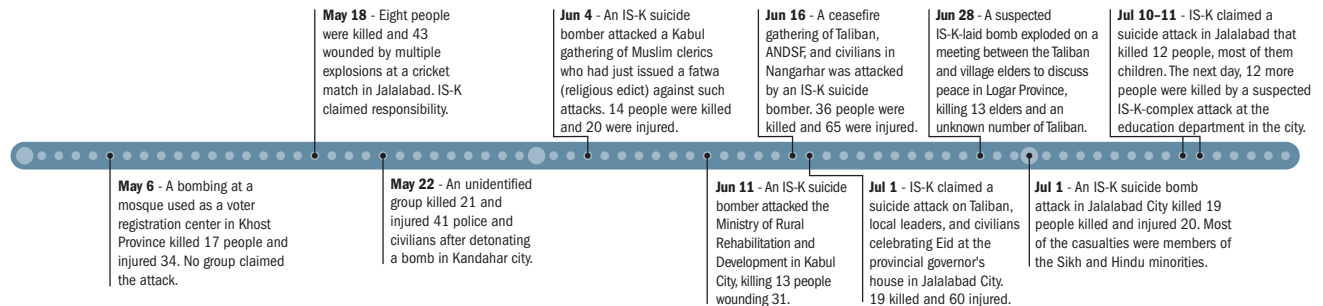 May 18 - Eight people
were killed and 43
wounded by multiple
explosions at a cricket
match in Jalalabad. IS-K
claimed responsibility.
Jun 4 - An IS-K suicide
bomber attacked a Kabul
gathering of Muslim clerics
who had just issued a fatwa
(religious edict) against such
attacks. 14 people were killed
and 20 were injured.
Jun 16 - A ceasefire
gathering of Taliban,
ANDSF, and civilians in
Nangarhar was attacked
by an IS-K suicide
bomber. 36 people were
killed and 65 were injured.
Jun 28 - A suspected
IS-K-laid bomb exploded on a
meeting between the Taliban
and village elders to discuss
peace in Logar Province,
killing 13 elders and an
unknown number of Taliban.
Jul 10–11 - IS-K claimed a
suicide attack in Jalalabad that
killed 12 people, most of them
children. The next day, 12 more
people were killed by a suspected
IS-K-complex attack at the
education department in the city.
May 6 - A bombing at a
mosque used as a voter
registration center in Khost
Province killed 17 people and
injured 34. No group claimed
the attack.
May 22 - An unidentified
group killed 21 and
injured 41 police and
civilians after detonating
a bomb in Kandahar city.
Jun 11 - An IS-K suicide
bomber attacked the
Ministry of Rural
Rehabilitation and
Development in Kabul
City, killing 13 people
wounding 31.
Jul 1 - IS-K claimed a
suicide attack on Taliban,
local leaders, and civilians
celebrating Eid at the
provincial governor's
house in Jalalabad City.
19 killed and 60 injured.
Jul 1 - An IS-K suicide bomb
attack in Jalalabad City killed 19
people killed and injured 20. Most
of the casualties were members of
the Sikh and Hindu minorities.